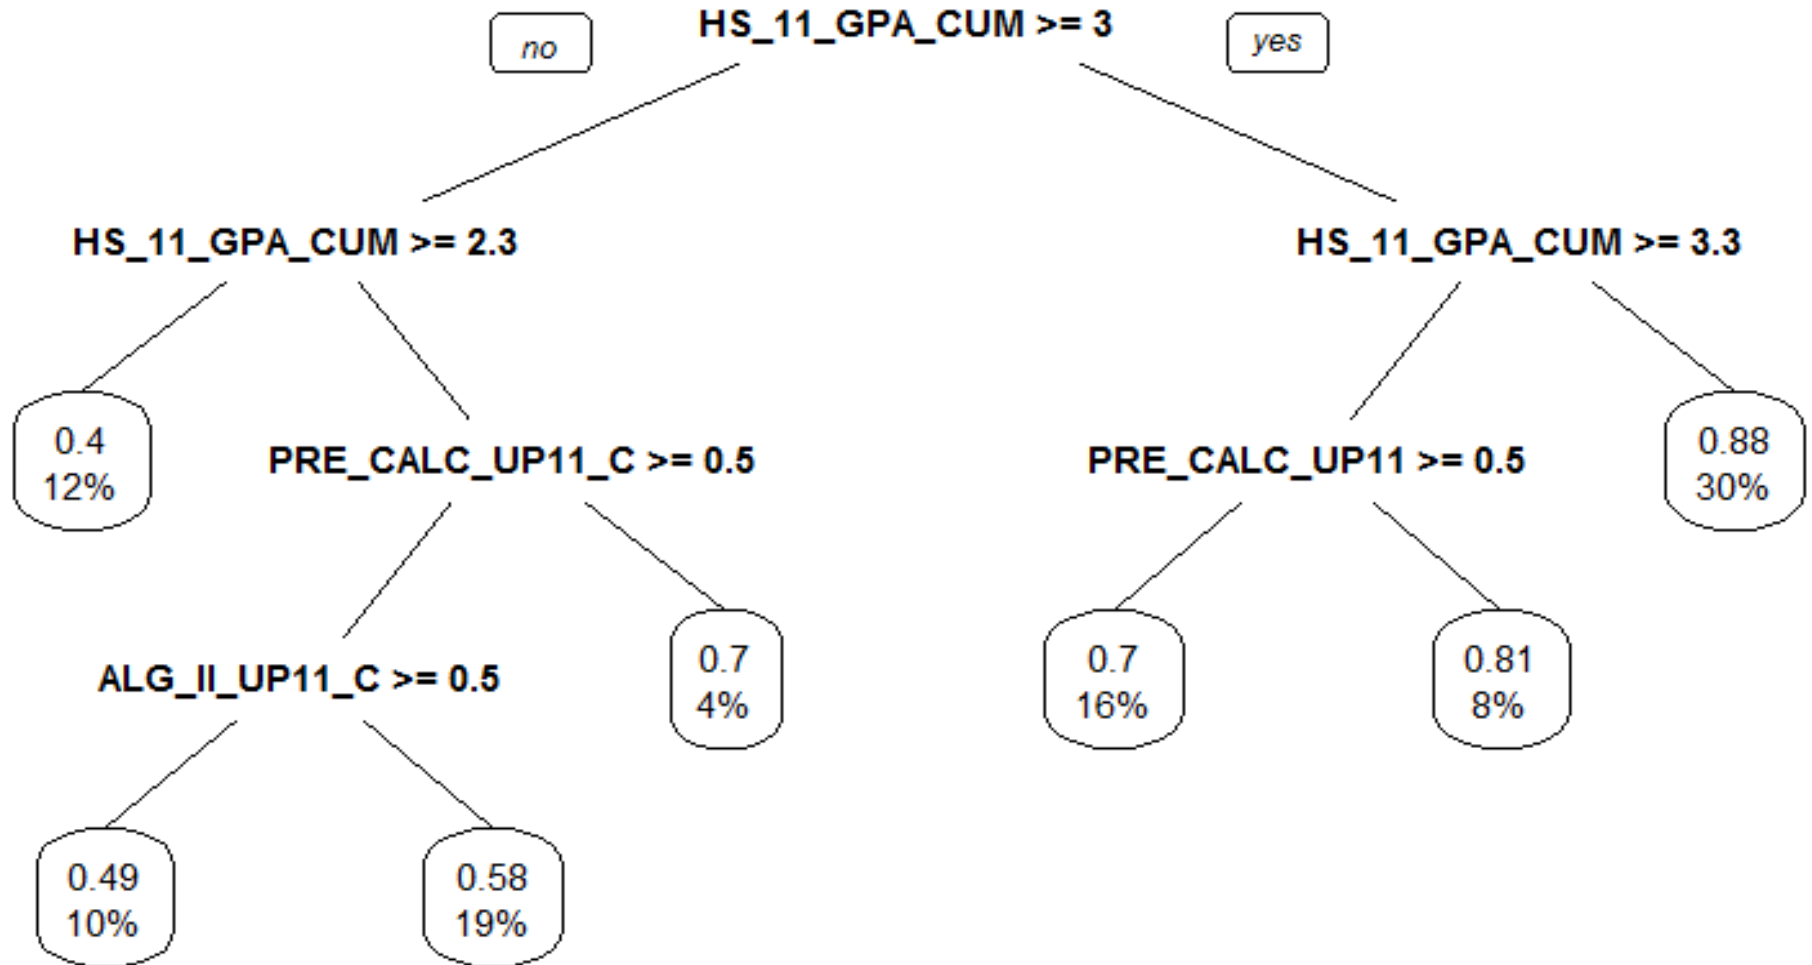 no
HS_11_GPA_CUM >= 3
yes
HS_11_GPA_CUM >= 2.3
HS_11_GPA_CUM >= 3.3
0.4
12%
PRE_CALC_UP11_C >= 0.5
PRE_CALC_UP11 >= 0.5
0.88
30%
ALG_II_UP11_C >= 0.5
0.7
4%
0.7
16%
0.81
8%
0.49
10%
0.58
19%